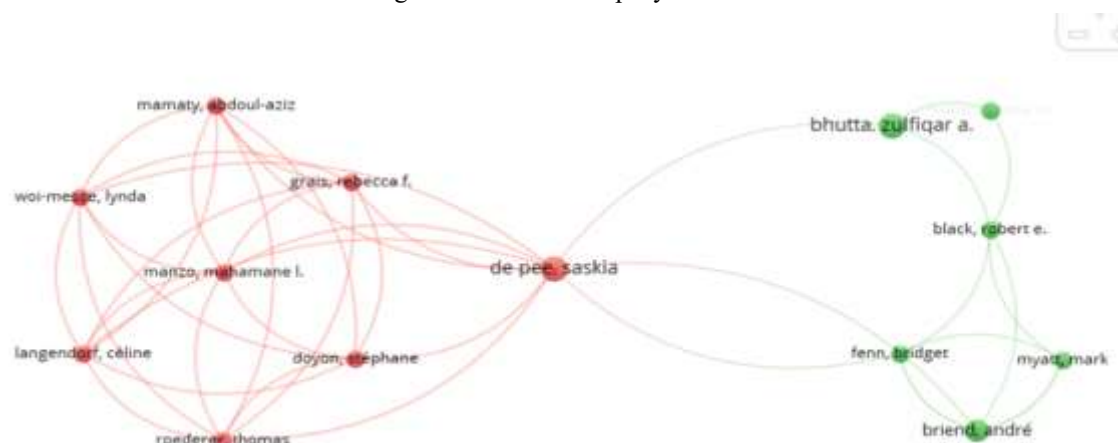 mamaty, abdoul-aziz
bhutta. zulfiqar a.
grais, rebecca f.
woi-messe, lynda
black, robert e.
de pee, saskia
manzo, mahamane l.
langendorf, céline
doyon, stéphane
fenn, bridget
myatt, mark
briend, andré
roederer, thomas